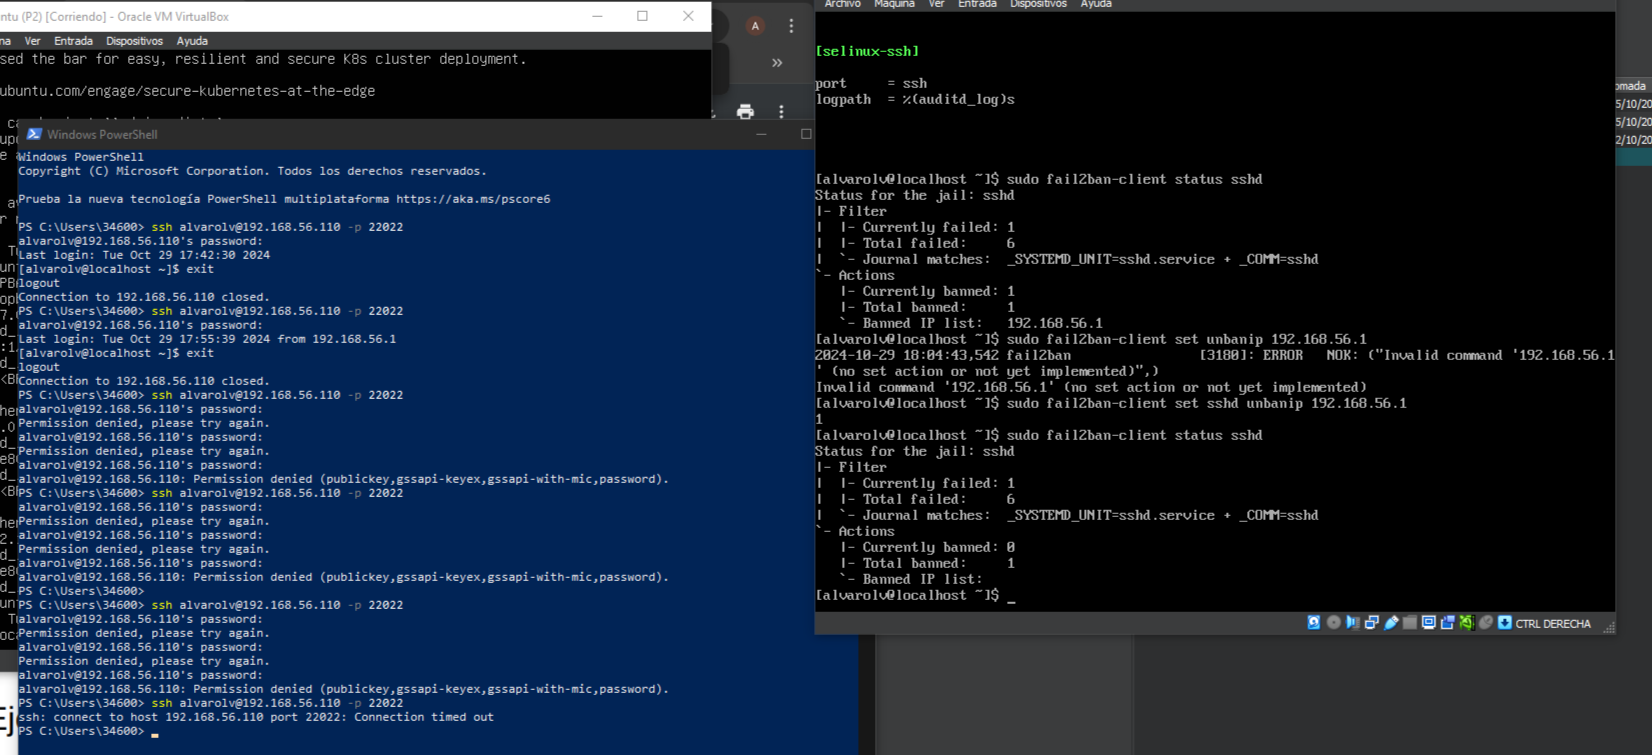 ntu (P2) [Corriendo] - Oracle VM VirtualBox
na Ver Entrada Dispositivos Ayuda
sed the bar for easy, resilient and secure K8s cluster deployment.
ubuntu.com/engage/secure-kubernetes-at-the-edge
A
Windows PowerShell
Windows PowerShell
Copyright (C) Microsoft Corporation. Todos los derechos reservados.
Prueba la nueva tecnología PowerShell multiplataforma https://aka.ms/pscore6
PS C:\Users\34600> ssh alvarolv@192.168.56.110 -p 22022
alvarolv@192.168.56.110's password:
Last login: Tue Oct 29 17:42:30 2024
[alvarolv@localhost ~]$ exit
logout
Connection to 192.168.56.110 closed.
PS C:\Users\34600> ssh alvarolv@192.168.56.110 -p 22022
alvarolv@192.168.56.110's password:
Last login: Tue Oct 29 17:55:39 2024 from 192.168.56.1
[alvarolv@localhost ~]$ exit
logout
Connection to 192.168.56.110 closed.
PS C:\Users\34600> ssh alvarolv@192.168.56.110 -p 22022
alvarolv@192.168.56.110's password:
Permission denied, please try again.
alvarolv@192.168.56.110's password:
Permission denied, please try again.
alvarolv@192.168.56.110's password:
alvarolv@192.168.56.110: Permission denied (publickey,gssapi-keyex,gssapi-with-mic,password).
PS C:\Users\34600> ssh alvarolv@192.168.56.110 -p 22022
alvarolv@192.168.56.110's password:
Permission denied, please try again.
alvarolv@192.168.56.110's password:
Permission denied, please try again.
alvarolv@192.168.56.110's password:
alvarolv@192.168.56.110: Permission denied (publickey,gssapi-keyex,gssapi-with-mic,password).
PS C:\Users\34600>
PS C:\Users\34600> ssh alvarolv@192.168.56.110 -p 22022
alvarolv@192.168.56.110's password:
Permission denied, please try again.
alvarolv@192.168.56.110's password:
Permission denied, please try again.
alvarolv@192.168.56.110's password:
alvarolv@192.168.56.110: Permission denied (publickey,gssapi-keyex,gssapi-with-mic,password).
PS C:\Users\34600> ssh alvarolv@192.168.56.110 -p 22022
ssh: connect to host 192.168.56.110 port 22022: Connection timed out
PS C:\Users\34600>
Archivo Máquina Ver Entrada Dispositivos Ayuda
[selinux-ssh]
port = ssh
logpath = %(auditd_log)s
[alvarolv@localhost ~]$ sudo fail2ban-client status sshd
Status for the jail: sshd
|- Filter
| |- Currently failed: 1
| |- Total failed: 6
| `- Journal matches: _SYSTEMD_UNIT=sshd.service + _COMM=sshd
`- Actions
|- Currently banned: 1
|- Total banned: 1
`- Banned IP list: 192.168.56.1
[alvarolv@localhost ~]$ sudo fail2ban-client set unbanip 192.168.56.1
2024-10-29 18:04:43,542 fail2ban [3180]: ERROR NOK: ("Invalid command '192.168.56.1
' (no set action or not yet implemented)",)
Invalid command '192.168.56.1' (no set action or not yet implemented)
[alvarolv@localhost ~]$ sudo fail2ban-client set sshd unbanip 192.168.56.1
1
[alvarolv@localhost ~]$ sudo fail2ban-client status sshd
Status for the jail: sshd
|- Filter
| |- Currently failed: 1
| |- Total failed: 6
| `- Journal matches: _SYSTEMD_UNIT=sshd.service + _COMM=sshd
`- Actions
|- Currently banned: 0
|- Total banned: 1
`- Banned IP list:
[alvarolv@localhost ~]$ _
CTRL DERECHA
omada
5/10/20
5/10/20
2/10/20